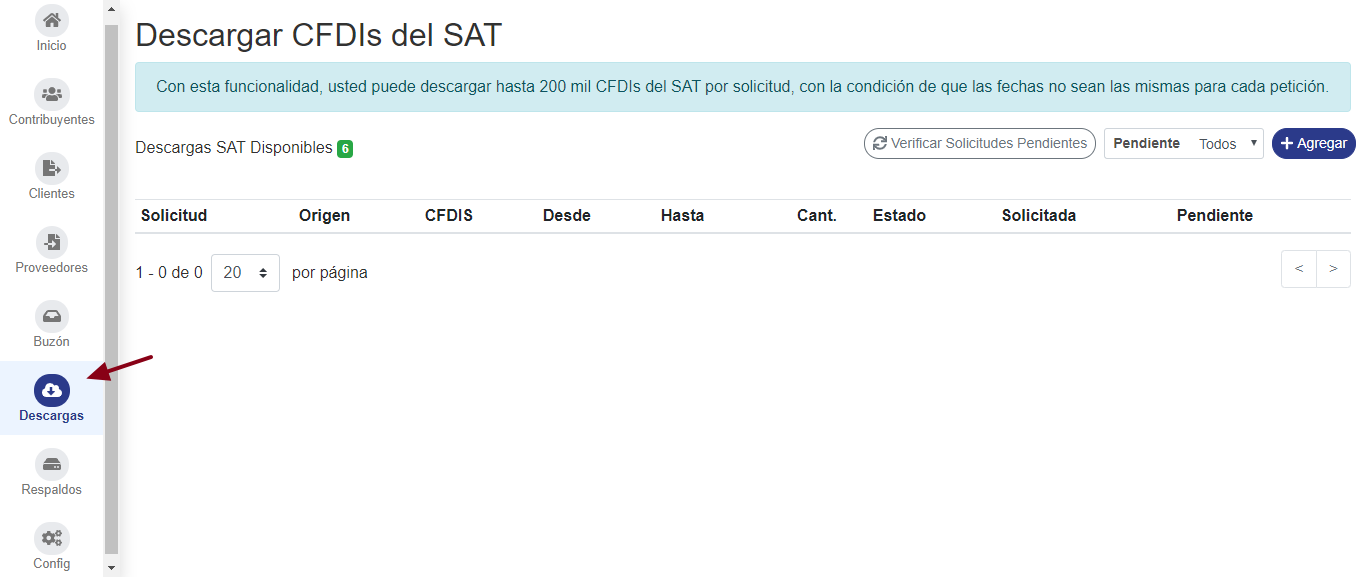 Inicio
Contribuyentes
Clientes
Proveedores
Buzón
Descargas
Respaldos
Config
Descargar CFDIs del SAT
Con esta funcionalidad, usted puede descargar hasta 200 mil CFDIs del SAT por solicitud, con la condición de que las fechas no sean las mismas para cada petición.
Descargas SAT Disponibles 6
Verificar Solicitudes Pendientes Pendiente Todos Agregar
Solicitud Origen CFDIS Desde Hasta Cant. Estado Solicitada Pendiente
1 - 0 de 0 20 por página < >